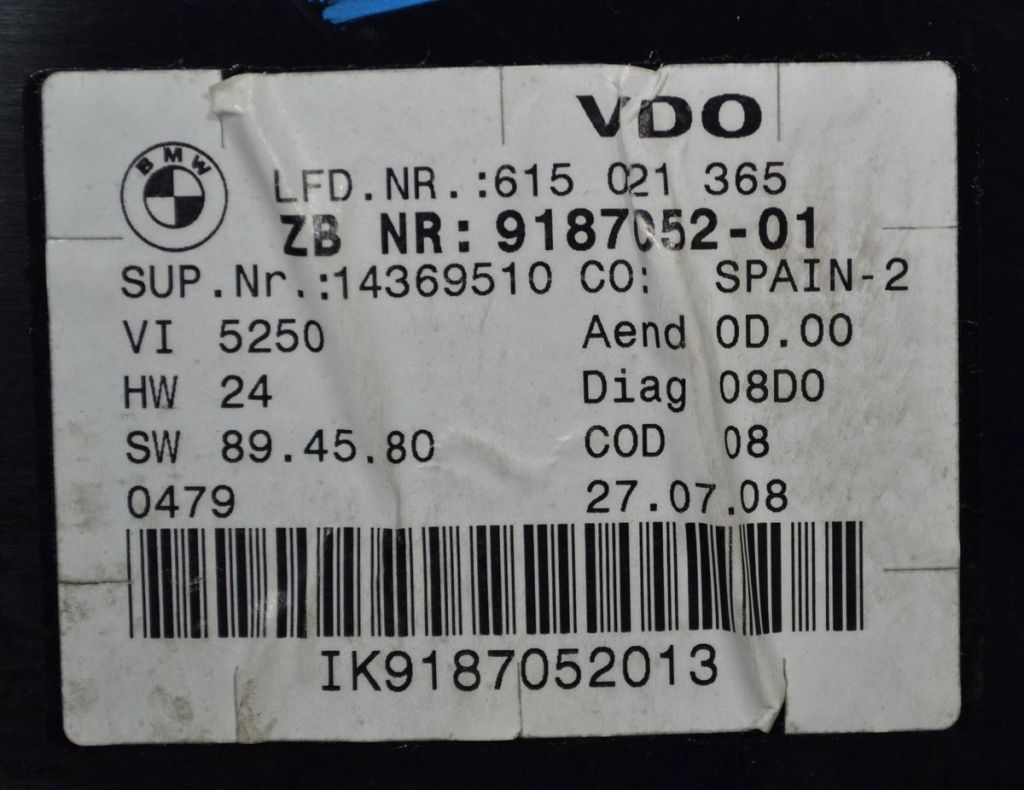 VDO
BMW
LFD.NR.:615 021 365
ZB NR:9187052-01
SUP.Nr.:14369510 CO: SPAIN-2
VI 5250 Aend 0D.00
HW 24 Diag 08D0
SW 89.45.80 COD 08
0479 27.07.08
IK9187052013